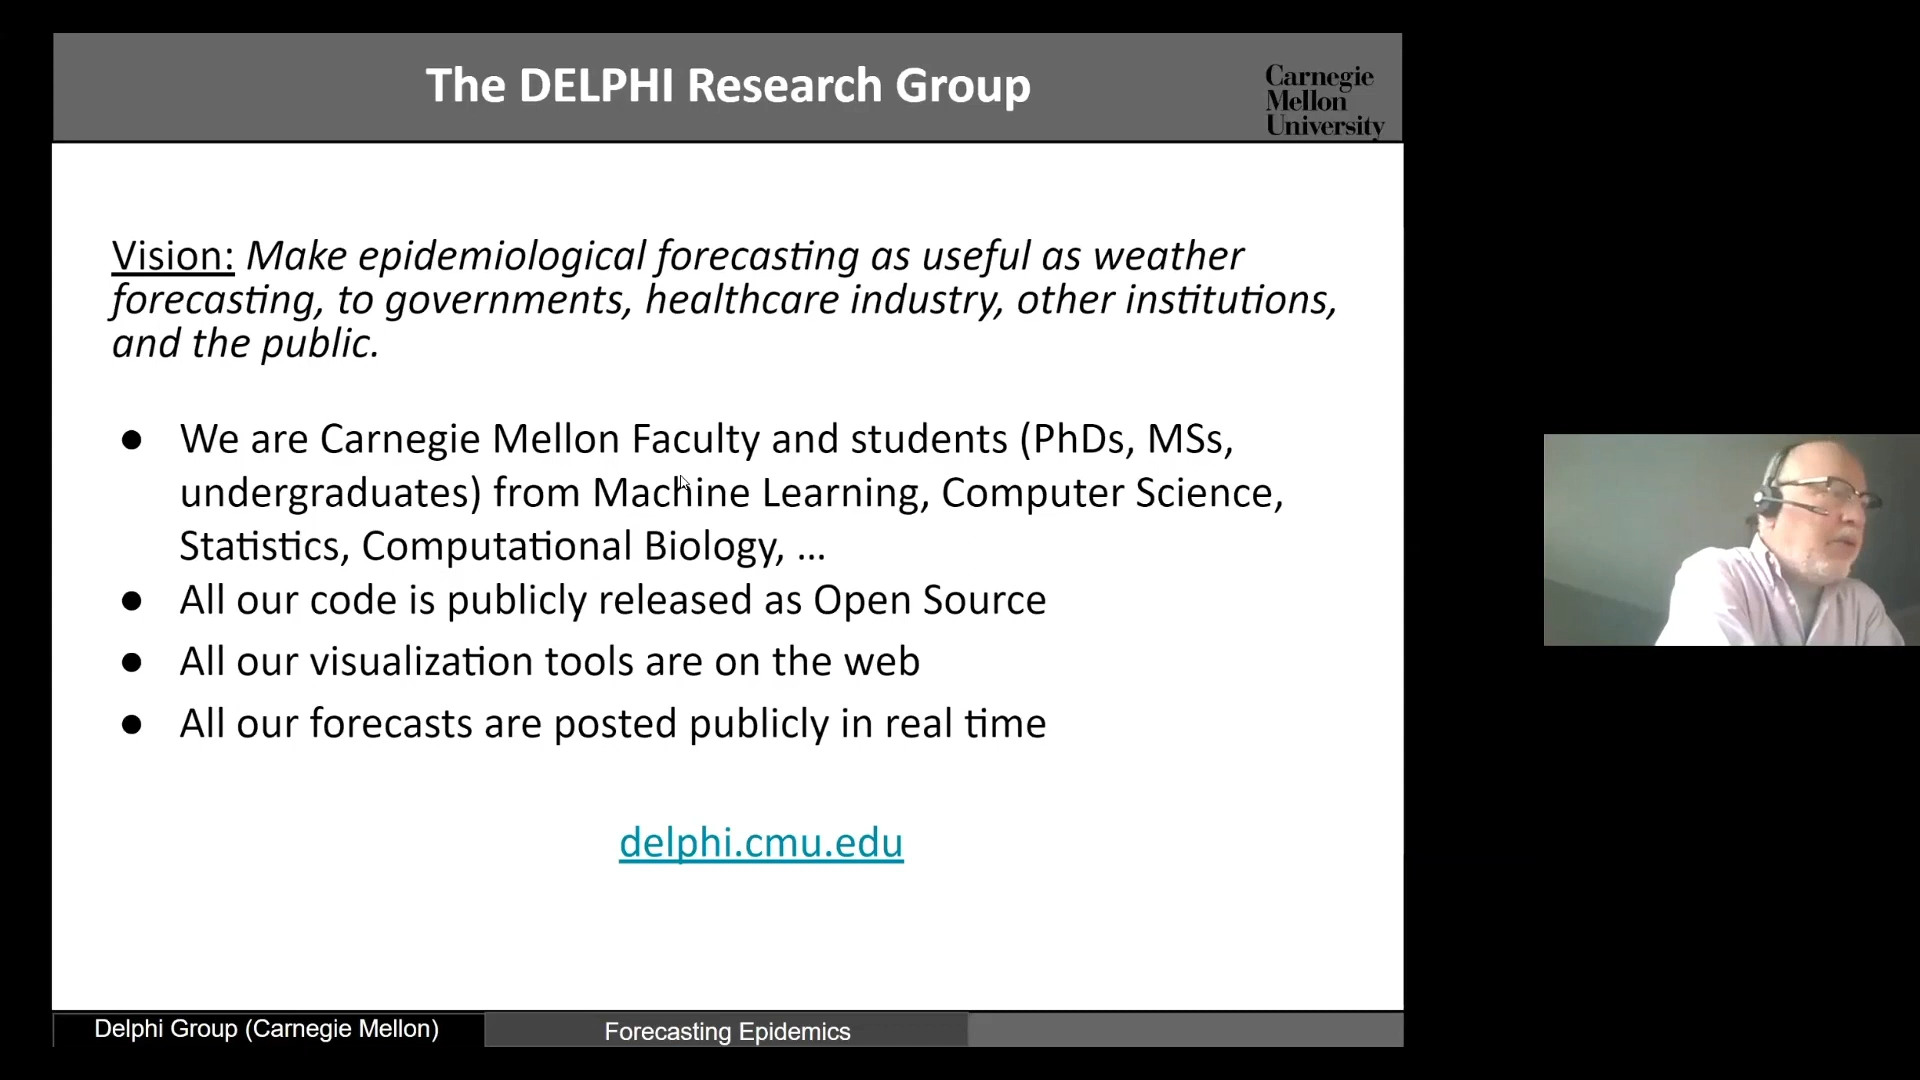 The DELPHI Research Group
Carnegie
Mellon
University
Vision: Make epidemiological forecasting as useful as weather
forecasting, to governments, healthcare industry, other institutions,
and the public.
● We are Carnegie Mellon Faculty and students (PhDs, MSs,
undergraduates) from Machine Learning, Computer Science,
Statistics, Computational Biology, ...
● All our code is publicly released as Open Source
● All our visualization tools are on the web
● All our forecasts are posted publicly in real time
delphi.cmu.edu
Delphi Group (Carnegie Mellon)
Forecasting Epidemics